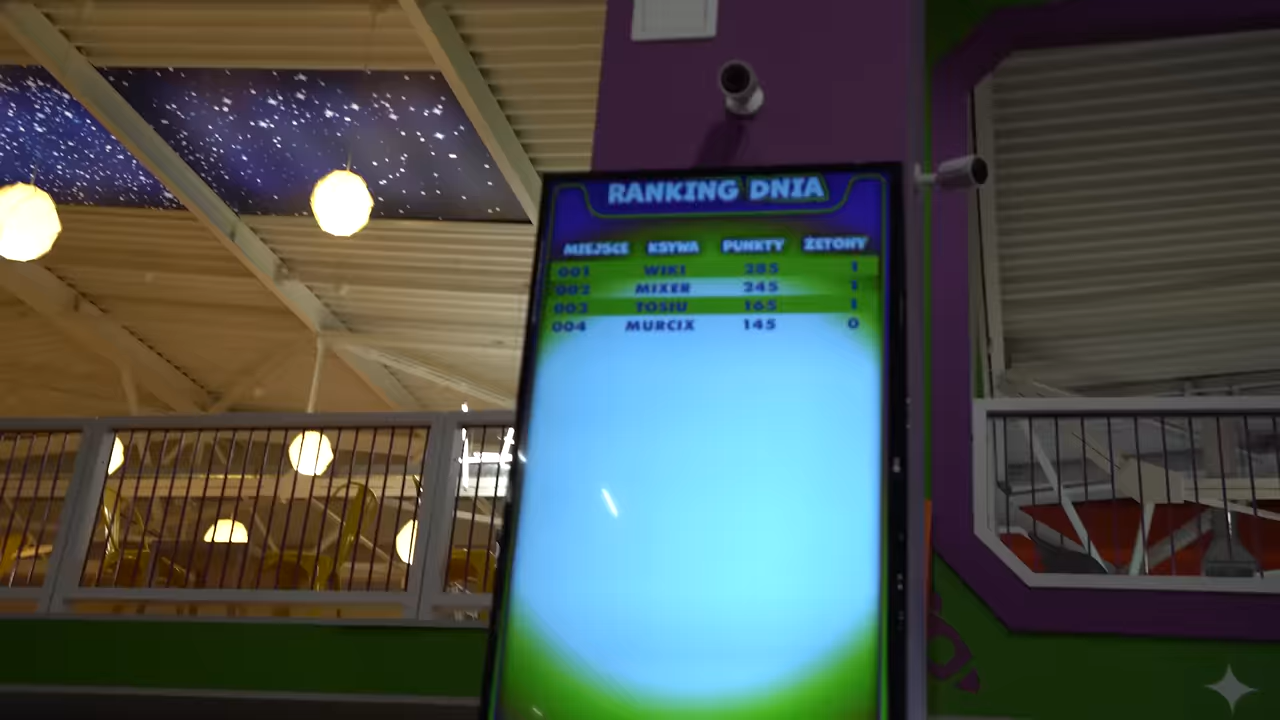 RANKING DNIA
MIEJSCE KSYWA PUNKTY ŻETONY
001 WIKI 285 1
002 MIXER 245 1
003 TOSIU 165 1
004 MURCIX 145 0